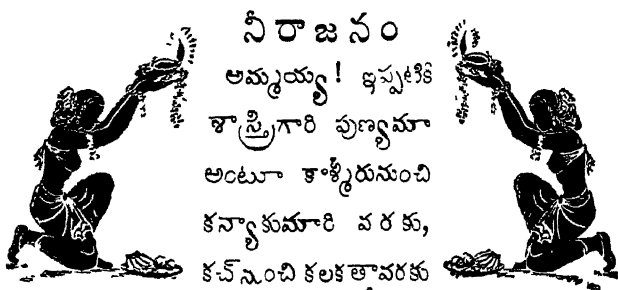 నీరాజనం
అమ్మయ్య! ఇప్పటికి
శాస్త్రిగారి పుణ్యమా
అంటూ కాశ్మీరునుంచి
కన్యాకుమారి వరకు,
కచ్‌నుంచి కలకత్తావరకు